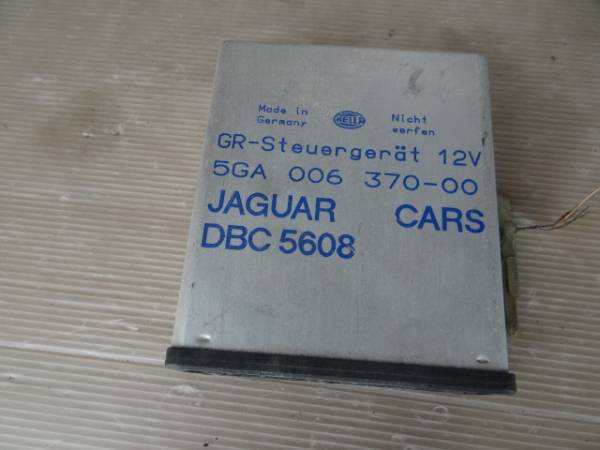 Made in Germany HELLA Nicht werfen
GR-Steuergerät 12V
5GA 006 370-00
JAGUAR CARS
DBC 5608